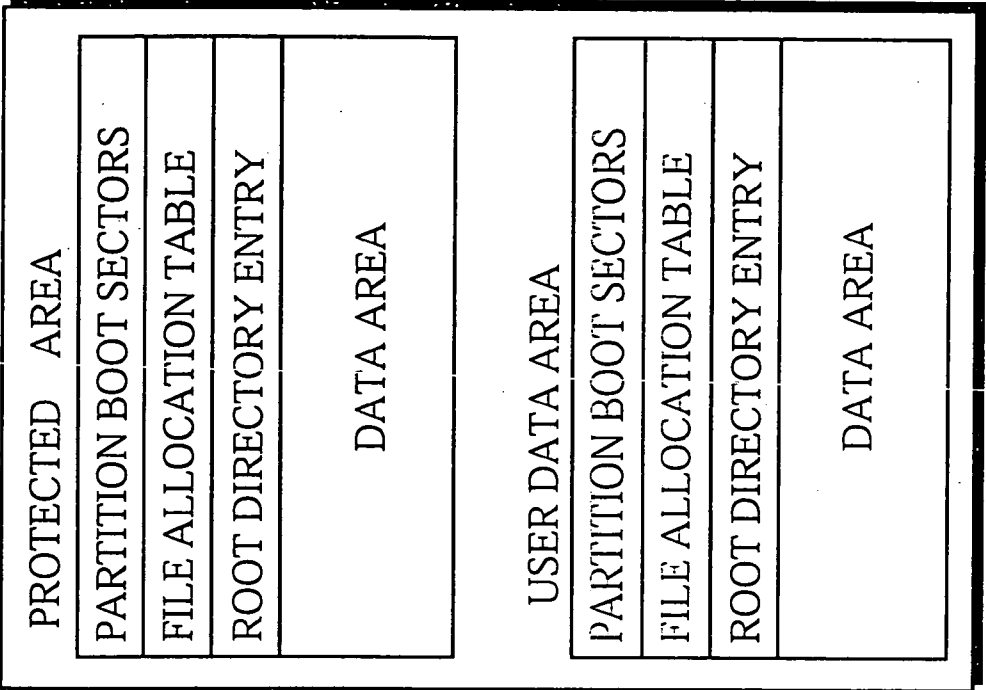 PROTECTED AREA
PARTITION BOOT SECTORS
FILE ALLOCATION TABLE
ROOT DIRECTORY ENTRY
DATA AREA
USER DATA AREA
PARTITION BOOT SECTORS
FILE ALLOCATION TABLE
ROOT DIRECTORY ENTRY
DATA AREA